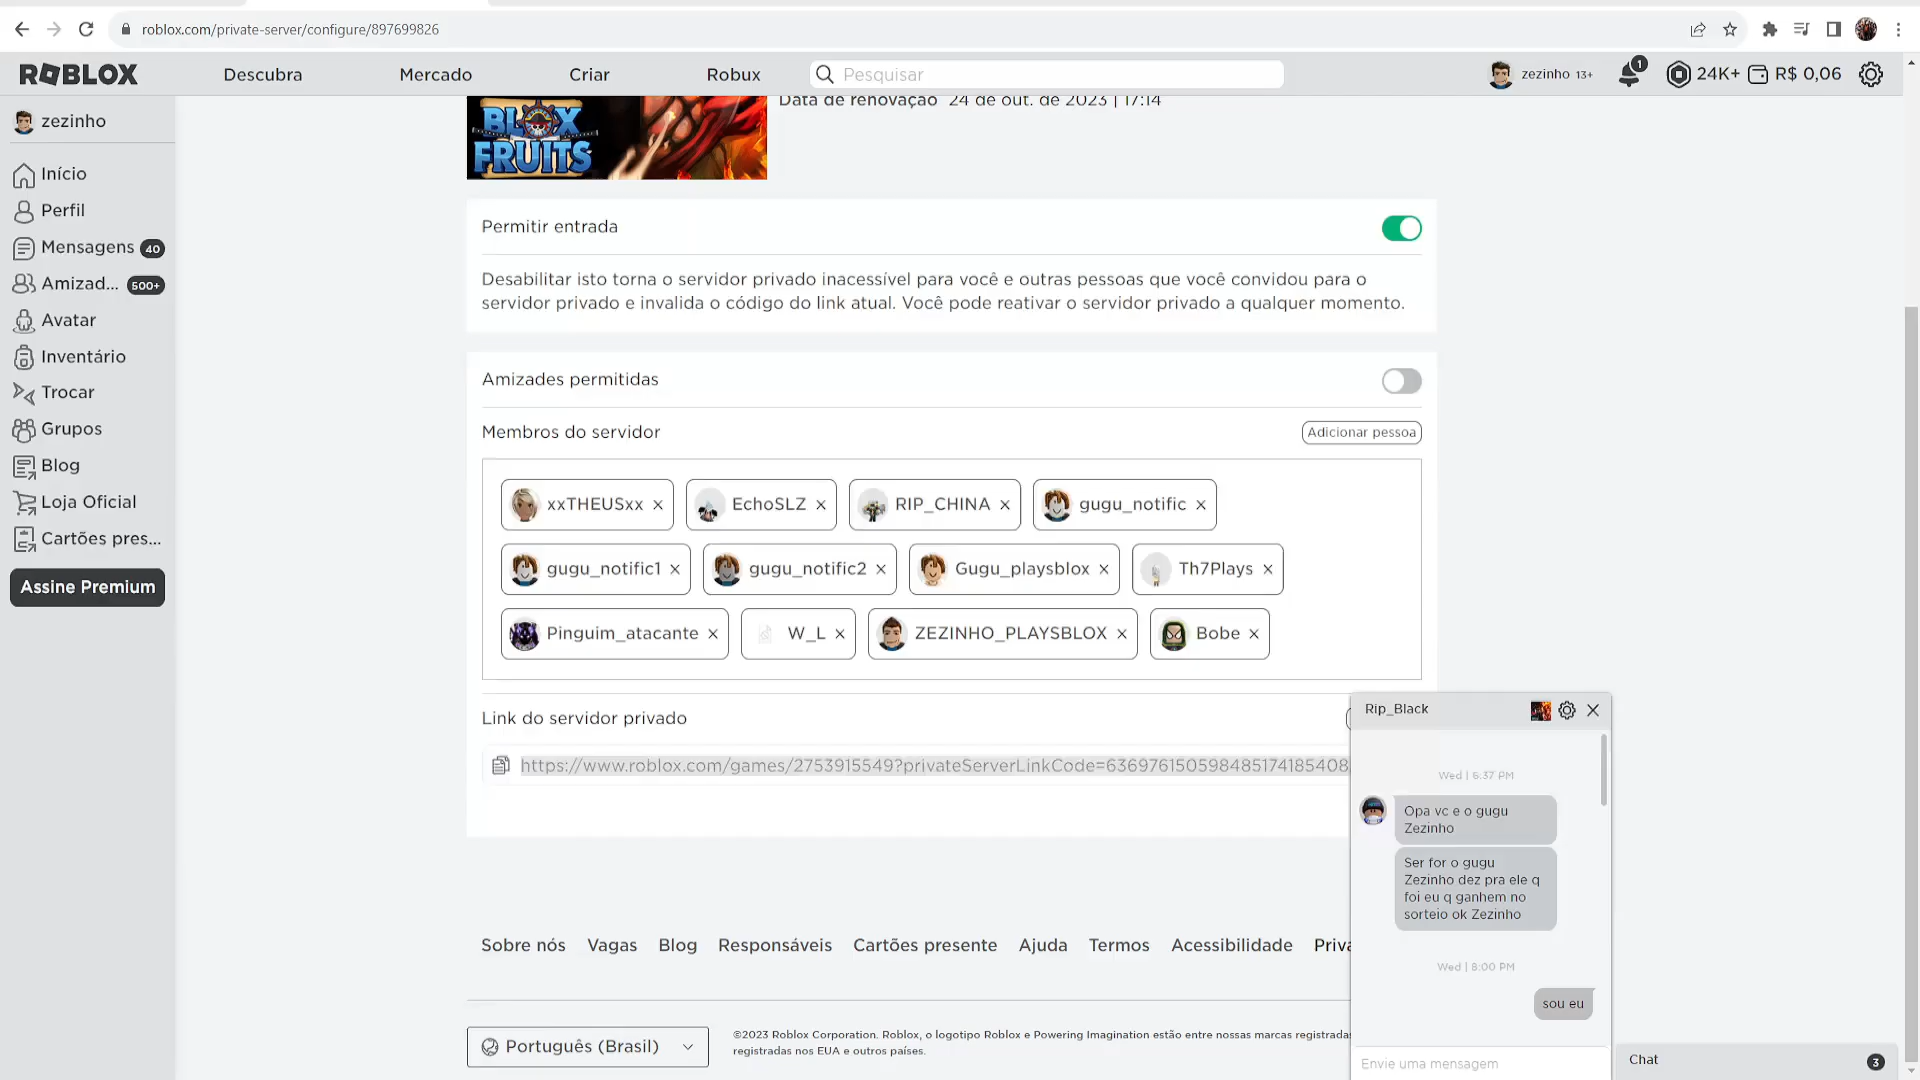 roblox.com/private-server/configure/897699826
ROBLOX
Descubra
Mercado
Criar
Robux
Pesquisar
zezinho 13+
1
24K+
R$ 0,06
zezinho
Início
Perfil
Mensagens 40
Amizad... 500+
Avatar
Inventário
Trocar
Grupos
Blog
Loja Oficial
Cartões pres...
Assine Premium
BLOX
FRUITS
Data de renovação 24 de out. de 2023 | 17:14
Permitir entrada
Desabilitar isto torna o servidor privado inacessível para você e outras pessoas que você convidou para o
servidor privado e invalida o código do link atual. Você pode reativar o servidor privado a qualquer momento.
Amizades permitidas
Membros do servidor
Adicionar pessoa
xxTHEUSxx
EchoSLZ
RIP_CHINA
gugu_notific
gugu_notific1
gugu_notific2
Gugu_playsblox
Th7Plays
Pinguim_atacante
W_L
ZEZINHO_PLAYSBLOX
Bobe
Link do servidor privado
https://www.roblox.com/games/2753915549?privateServerLinkCode=636976150598485174185408
Sobre nós
Vagas
Blog
Responsáveis
Cartões presente
Ajuda
Termos
Acessibilidade
Priva
Português (Brasil)
©2023 Roblox Corporation. Roblox, o logotipo Roblox e Powering Imagination estão entre nossas marcas registradas
registradas nos EUA e outros países.
Rip_Black
Wed | 6:37 PM
Opa vc e o gugu
Zezinho
Ser for o gugu
Zezinho dez pra ele q
foi eu q ganhem no
sorteio ok Zezinho
Wed | 8:00 PM
sou eu
Envie uma mensagem
Chat
3